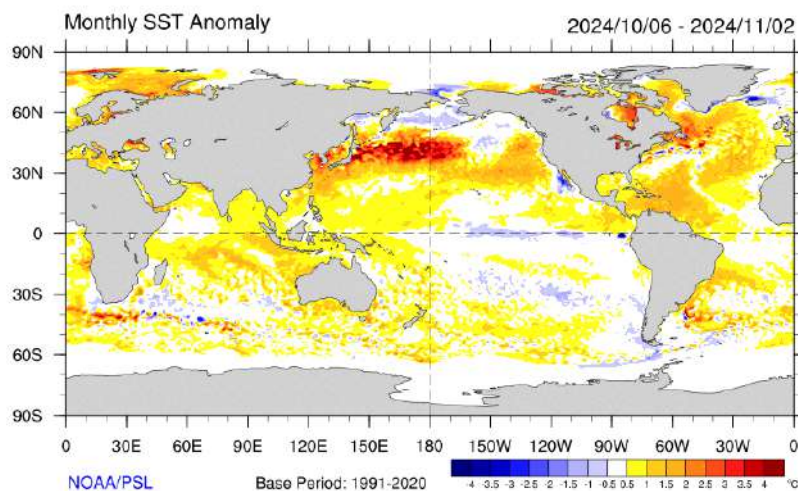 Monthly SST Anomaly 2024/10/06 - 2024/11/02
90N
60N
30N
0
30S
60S
90S
0 30E 60E 90E 120E 150E 180 150W 120W 90W 60W 30W 0
NOAA/PSL Base Period: 1991-2020
-4 -3.5 -3 -2.5 -2 -1.5 -1 -0.5 0.5 1 1.5 2 2.5 3 3.5 4 °C